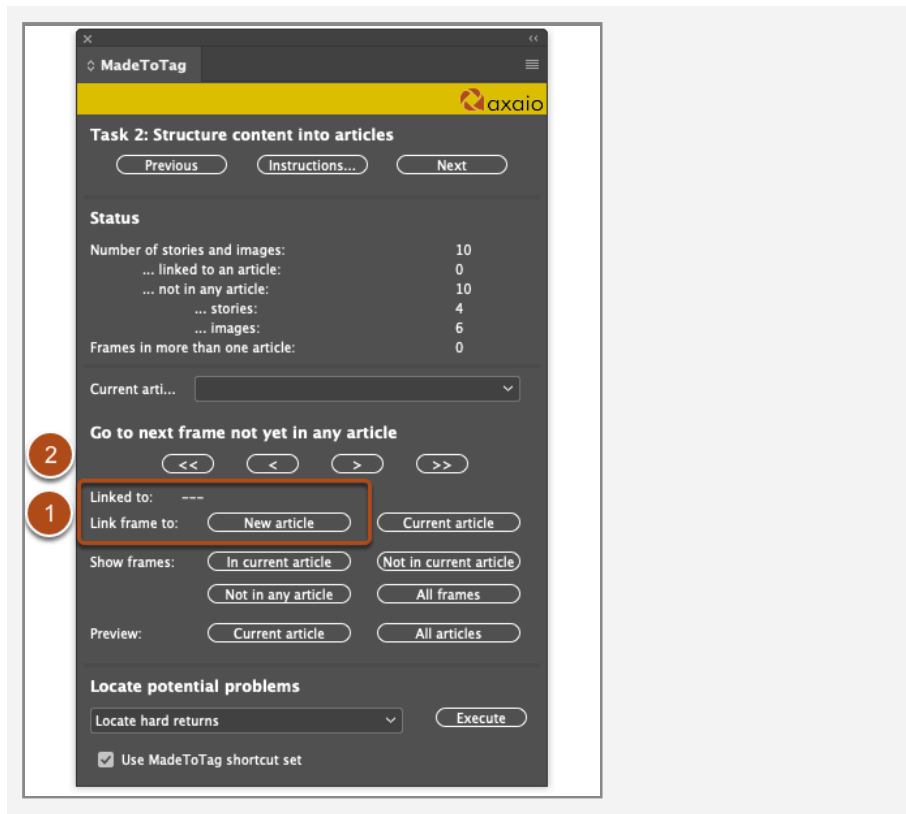 MadeToTag
axaio
Task 2: Structure content into articles
Previous Instructions... Next
Status
Number of stories and images: 10
... linked to an article: 0
... not in any article: 10
... stories: 4
... images: 6
Frames in more than one article: 0
Current arti...
Go to next frame not yet in any article
2 << < > >>
Linked to: ---
1 Link frame to: New article Current article
Show frames: In current article Not in current article
Not in any article All frames
Preview: Current article All articles
Locate potential problems
Locate hard returns Execute
Use MadeToTag shortcut set